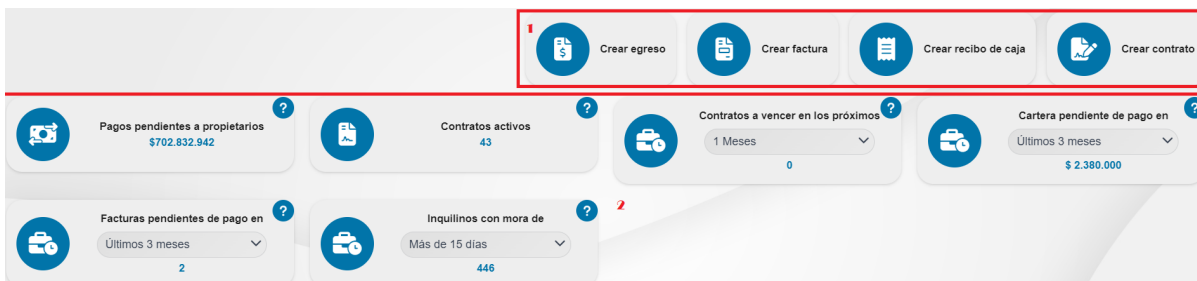 1
Crear egreso
Crear factura
Crear recibo de caja
Crear contrato
Pagos pendientes a propietarios
$702.832.942
?
Contratos activos
43
?
Contratos a vencer en los próximos
1 Meses
0
?
Cartera pendiente de pago en
Últimos 3 meses
$ 2.380.000
?
Facturas pendientes de pago en
Últimos 3 meses
2
?
Inquilinos con mora de
Más de 15 días
446
?
2